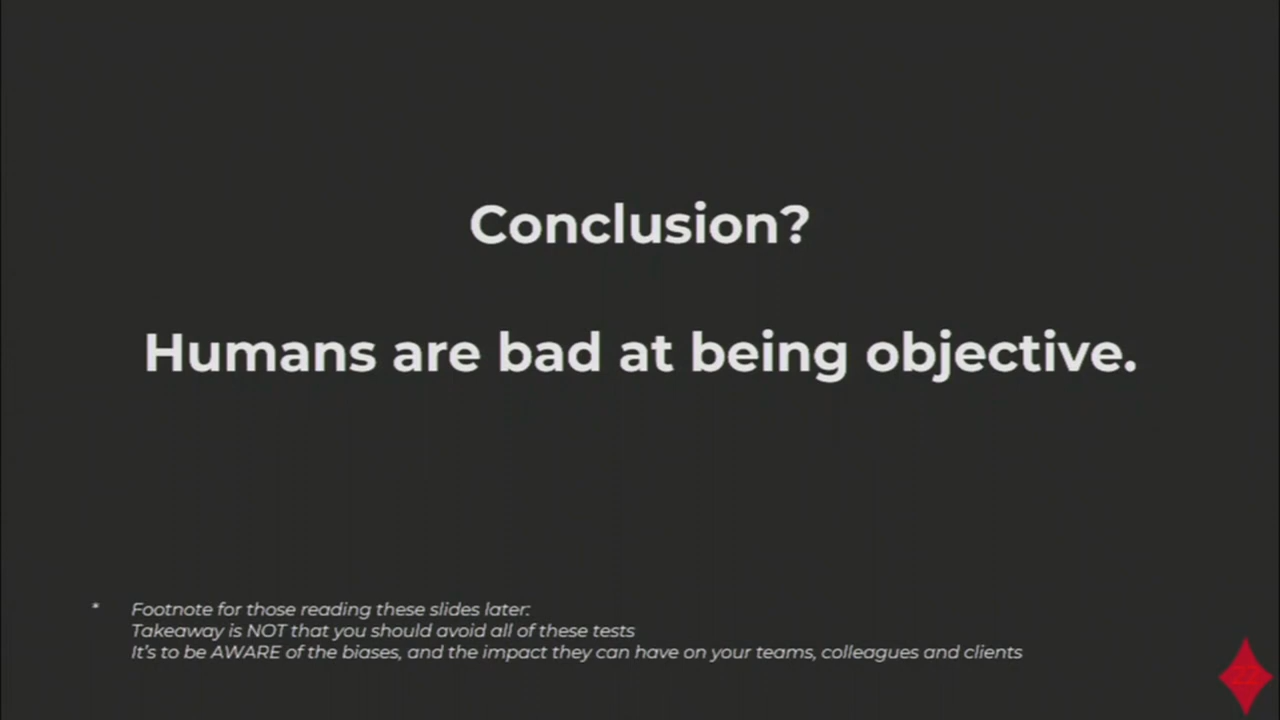 Conclusion?
Humans are bad at being objective.
* Footnote for those reading these slides later:
Takeaway is NOT that you should avoid all of these tests
It's to be AWARE of the biases, and the impact they can have on your teams, colleagues and clients